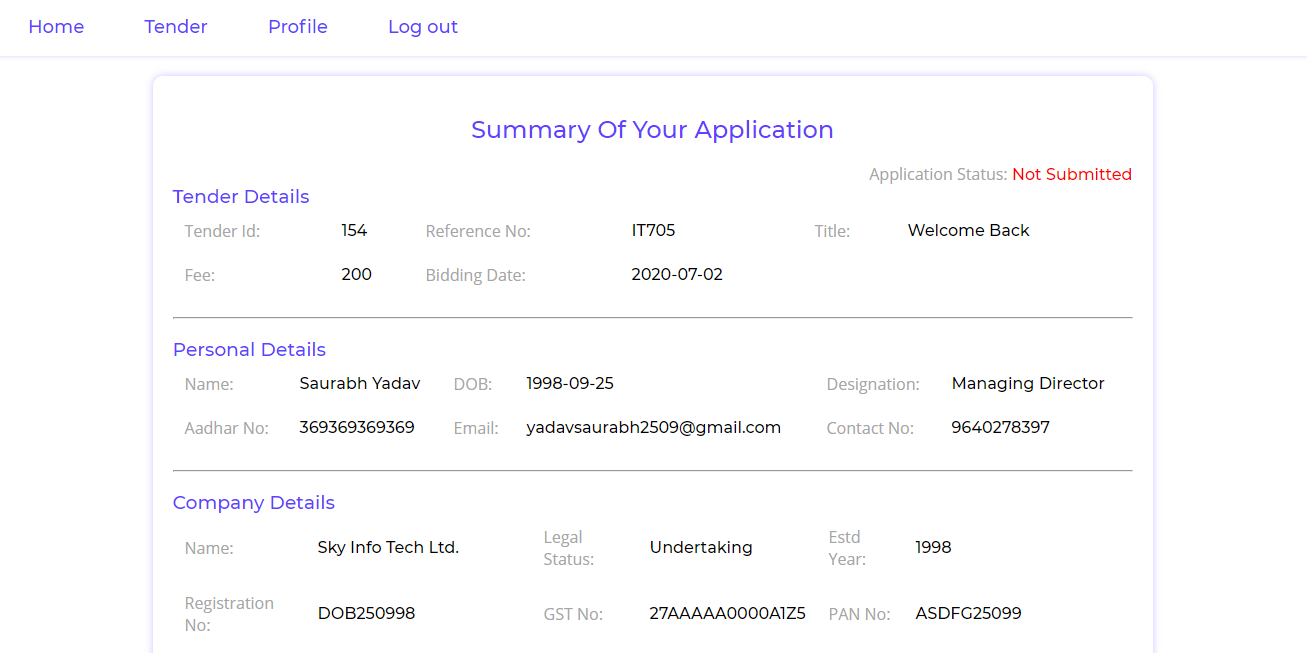 Home Tender Profile Log out
Summary Of Your Application
Application Status: Not Submitted
Tender Details
Tender Id: 154 Reference No: IT705 Title: Welcome Back
Fee: 200 Bidding Date: 2020-07-02
Personal Details
Name: Saurabh Yadav DOB: 1998-09-25 Designation: Managing Director
Aadhar No: 369369369369 Email: yadavsaurabh2509@gmail.com Contact No: 9640278397
Company Details
Name: Sky Info Tech Ltd. Legal Status: Undertaking Estd Year: 1998
Registration No: DOB250998 GST No: 27AAAAA0000A1Z5 PAN No: ASDFG25099